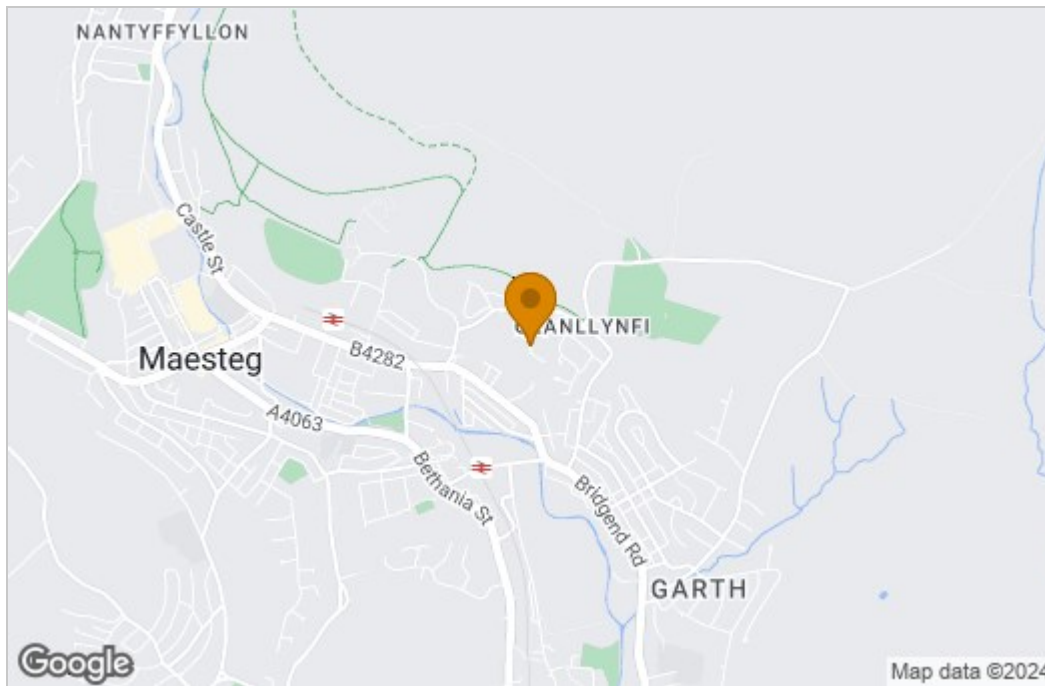 NANTYFFYLLON
Castle St
Maesteg
B4282
A4063
Bethania St
Bridgend Rd
GARTH
Google
Map data ©2024